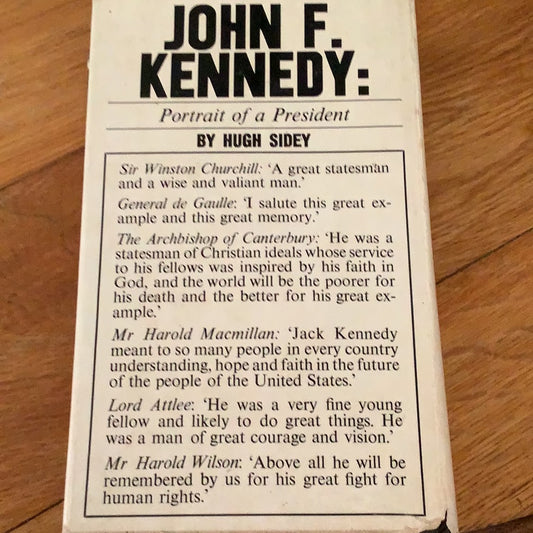 JOHN F.
KENNEDY:
Portrait of a President
BY HUGH SIDEY
Sir Winston Churchill: ‘A great statesman
and a wise and valiant man.’
General de Gaulle: ‘I salute this great ex-
ample and this great memory.’
The Archbishop of Canterbury: ‘He was a
statesman of Christian ideals whose service
to his fellows was inspired by his faith in
God, and the world will be the poorer for
his death and the better for his great ex-
ample.’
Mr Harold Macmillan: ‘Jack Kennedy
meant to so many people in every country
understanding, hope and faith in the future
of the people of the United States.’
Lord Attlee: ‘He was a very fine young
fellow and likely to do great things. He
was a man of great courage and vision.’
Mr Harold Wilson: ‘Above all he will be
remembered by us for his great fight for
human rights.’